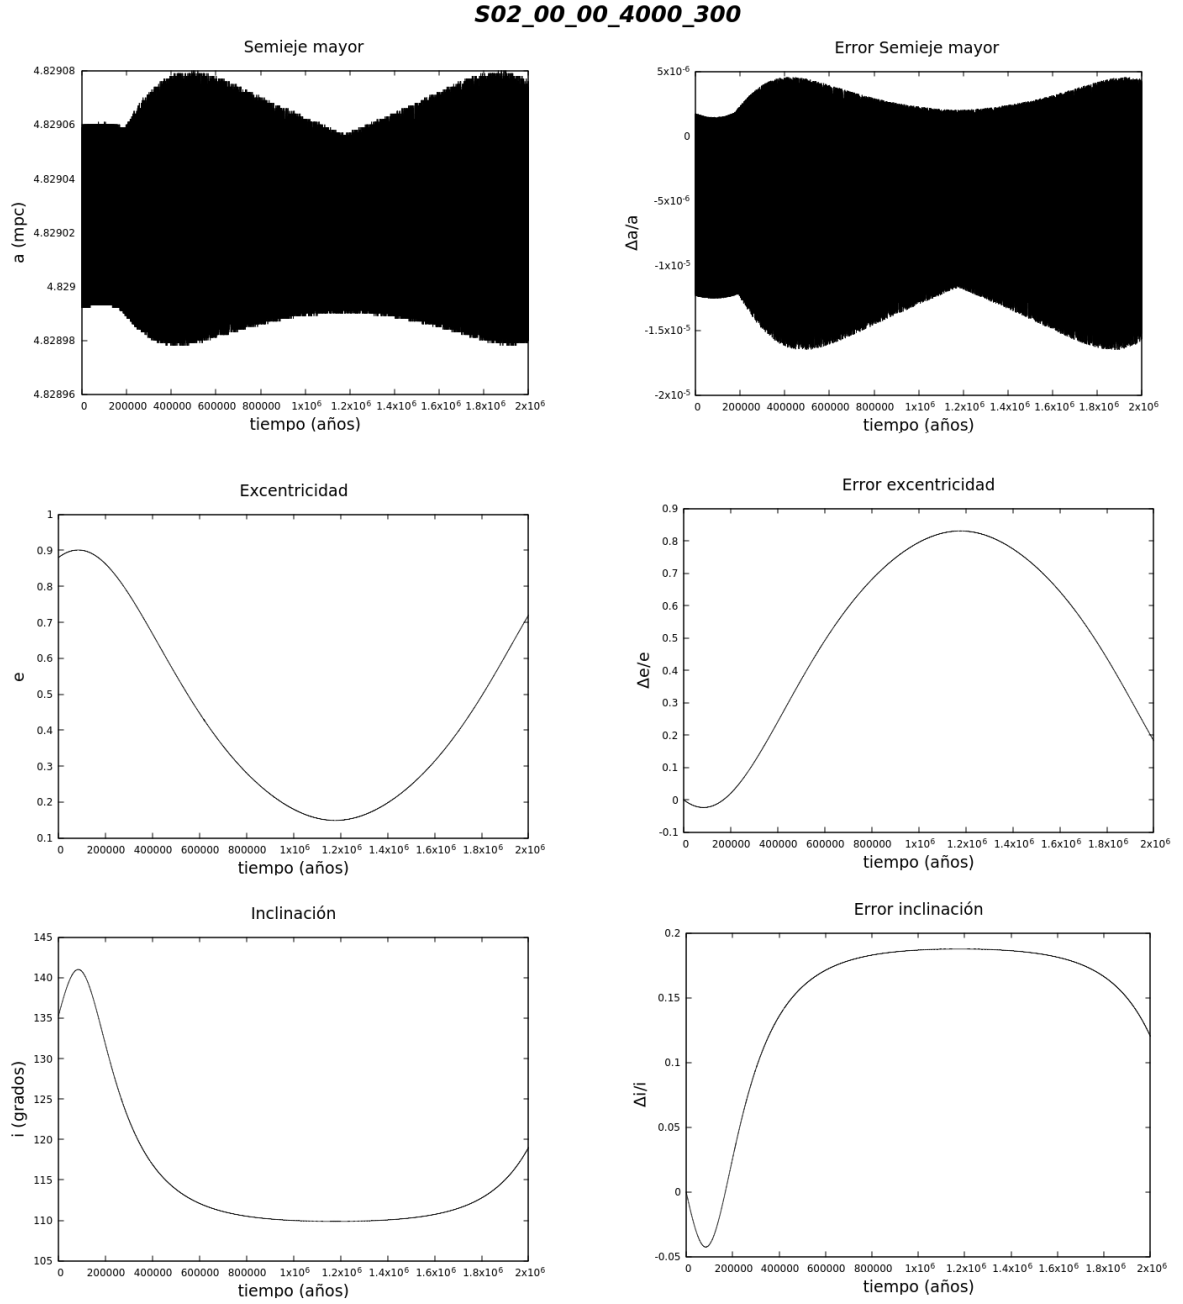 S02_00_00_4000_300
Semieje mayor
a (mpc)
4.82908
4.82906
4.82904
4.82902
4.829
4.82898
4.82896
0 200000 400000 600000 800000 1x10⁶ 1.2x10⁶ 1.4x10⁶ 1.6x10⁶ 1.8x10⁶ 2x10⁶
tiempo (años)
Error Semieje mayor
Δa/a
5x10⁻⁶
0
-5x10⁻⁶
-1x10⁻⁵
-1.5x10⁻⁵
-2x10⁻⁵
0 200000 400000 600000 800000 1x10⁶ 1.2x10⁶ 1.4x10⁶ 1.6x10⁶ 1.8x10⁶ 2x10⁶
tiempo (años)
Excentricidad
e
1
0.9
0.8
0.7
0.6
0.5
0.4
0.3
0.2
0.1
0 200000 400000 600000 800000 1x10⁶ 1.2x10⁶ 1.4x10⁶ 1.6x10⁶ 1.8x10⁶ 2x10⁶
tiempo (años)
Error excentricidad
Δe/e
0.9
0.8
0.7
0.6
0.5
0.4
0.3
0.2
0.1
0
-0.1
0 200000 400000 600000 800000 1x10⁶ 1.2x10⁶ 1.4x10⁶ 1.6x10⁶ 1.8x10⁶ 2x10⁶
tiempo (años)
Inclinación
i (grados)
145
140
135
130
125
120
115
110
105
0 200000 400000 600000 800000 1x10⁶ 1.2x10⁶ 1.4x10⁶ 1.6x10⁶ 1.8x10⁶ 2x10⁶
tiempo (años)
Error inclinación
Δi/i
0.2
0.15
0.1
0.05
0
-0.05
0 200000 400000 600000 800000 1x10⁶ 1.2x10⁶ 1.4x10⁶ 1.6x10⁶ 1.8x10⁶ 2x10⁶
tiempo (años)